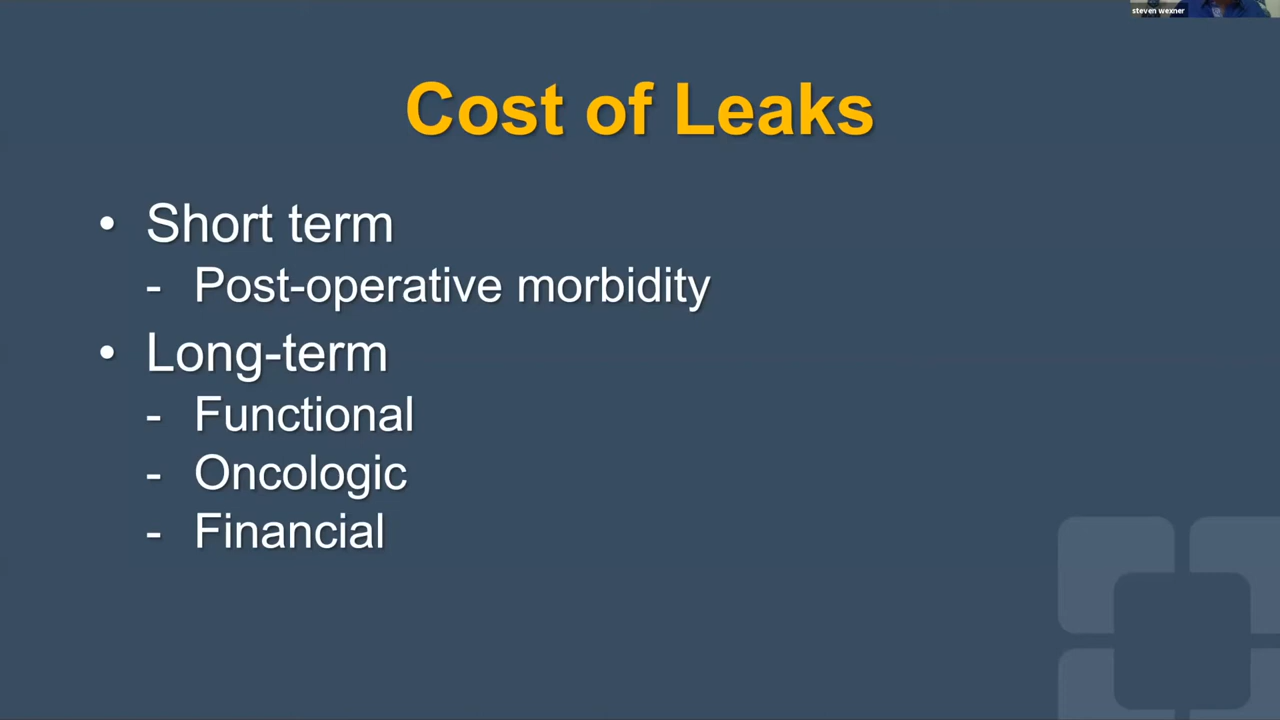 steven wexner
Cost of Leaks
• Short term
- Post-operative morbidity
• Long-term
- Functional
- Oncologic
- Financial